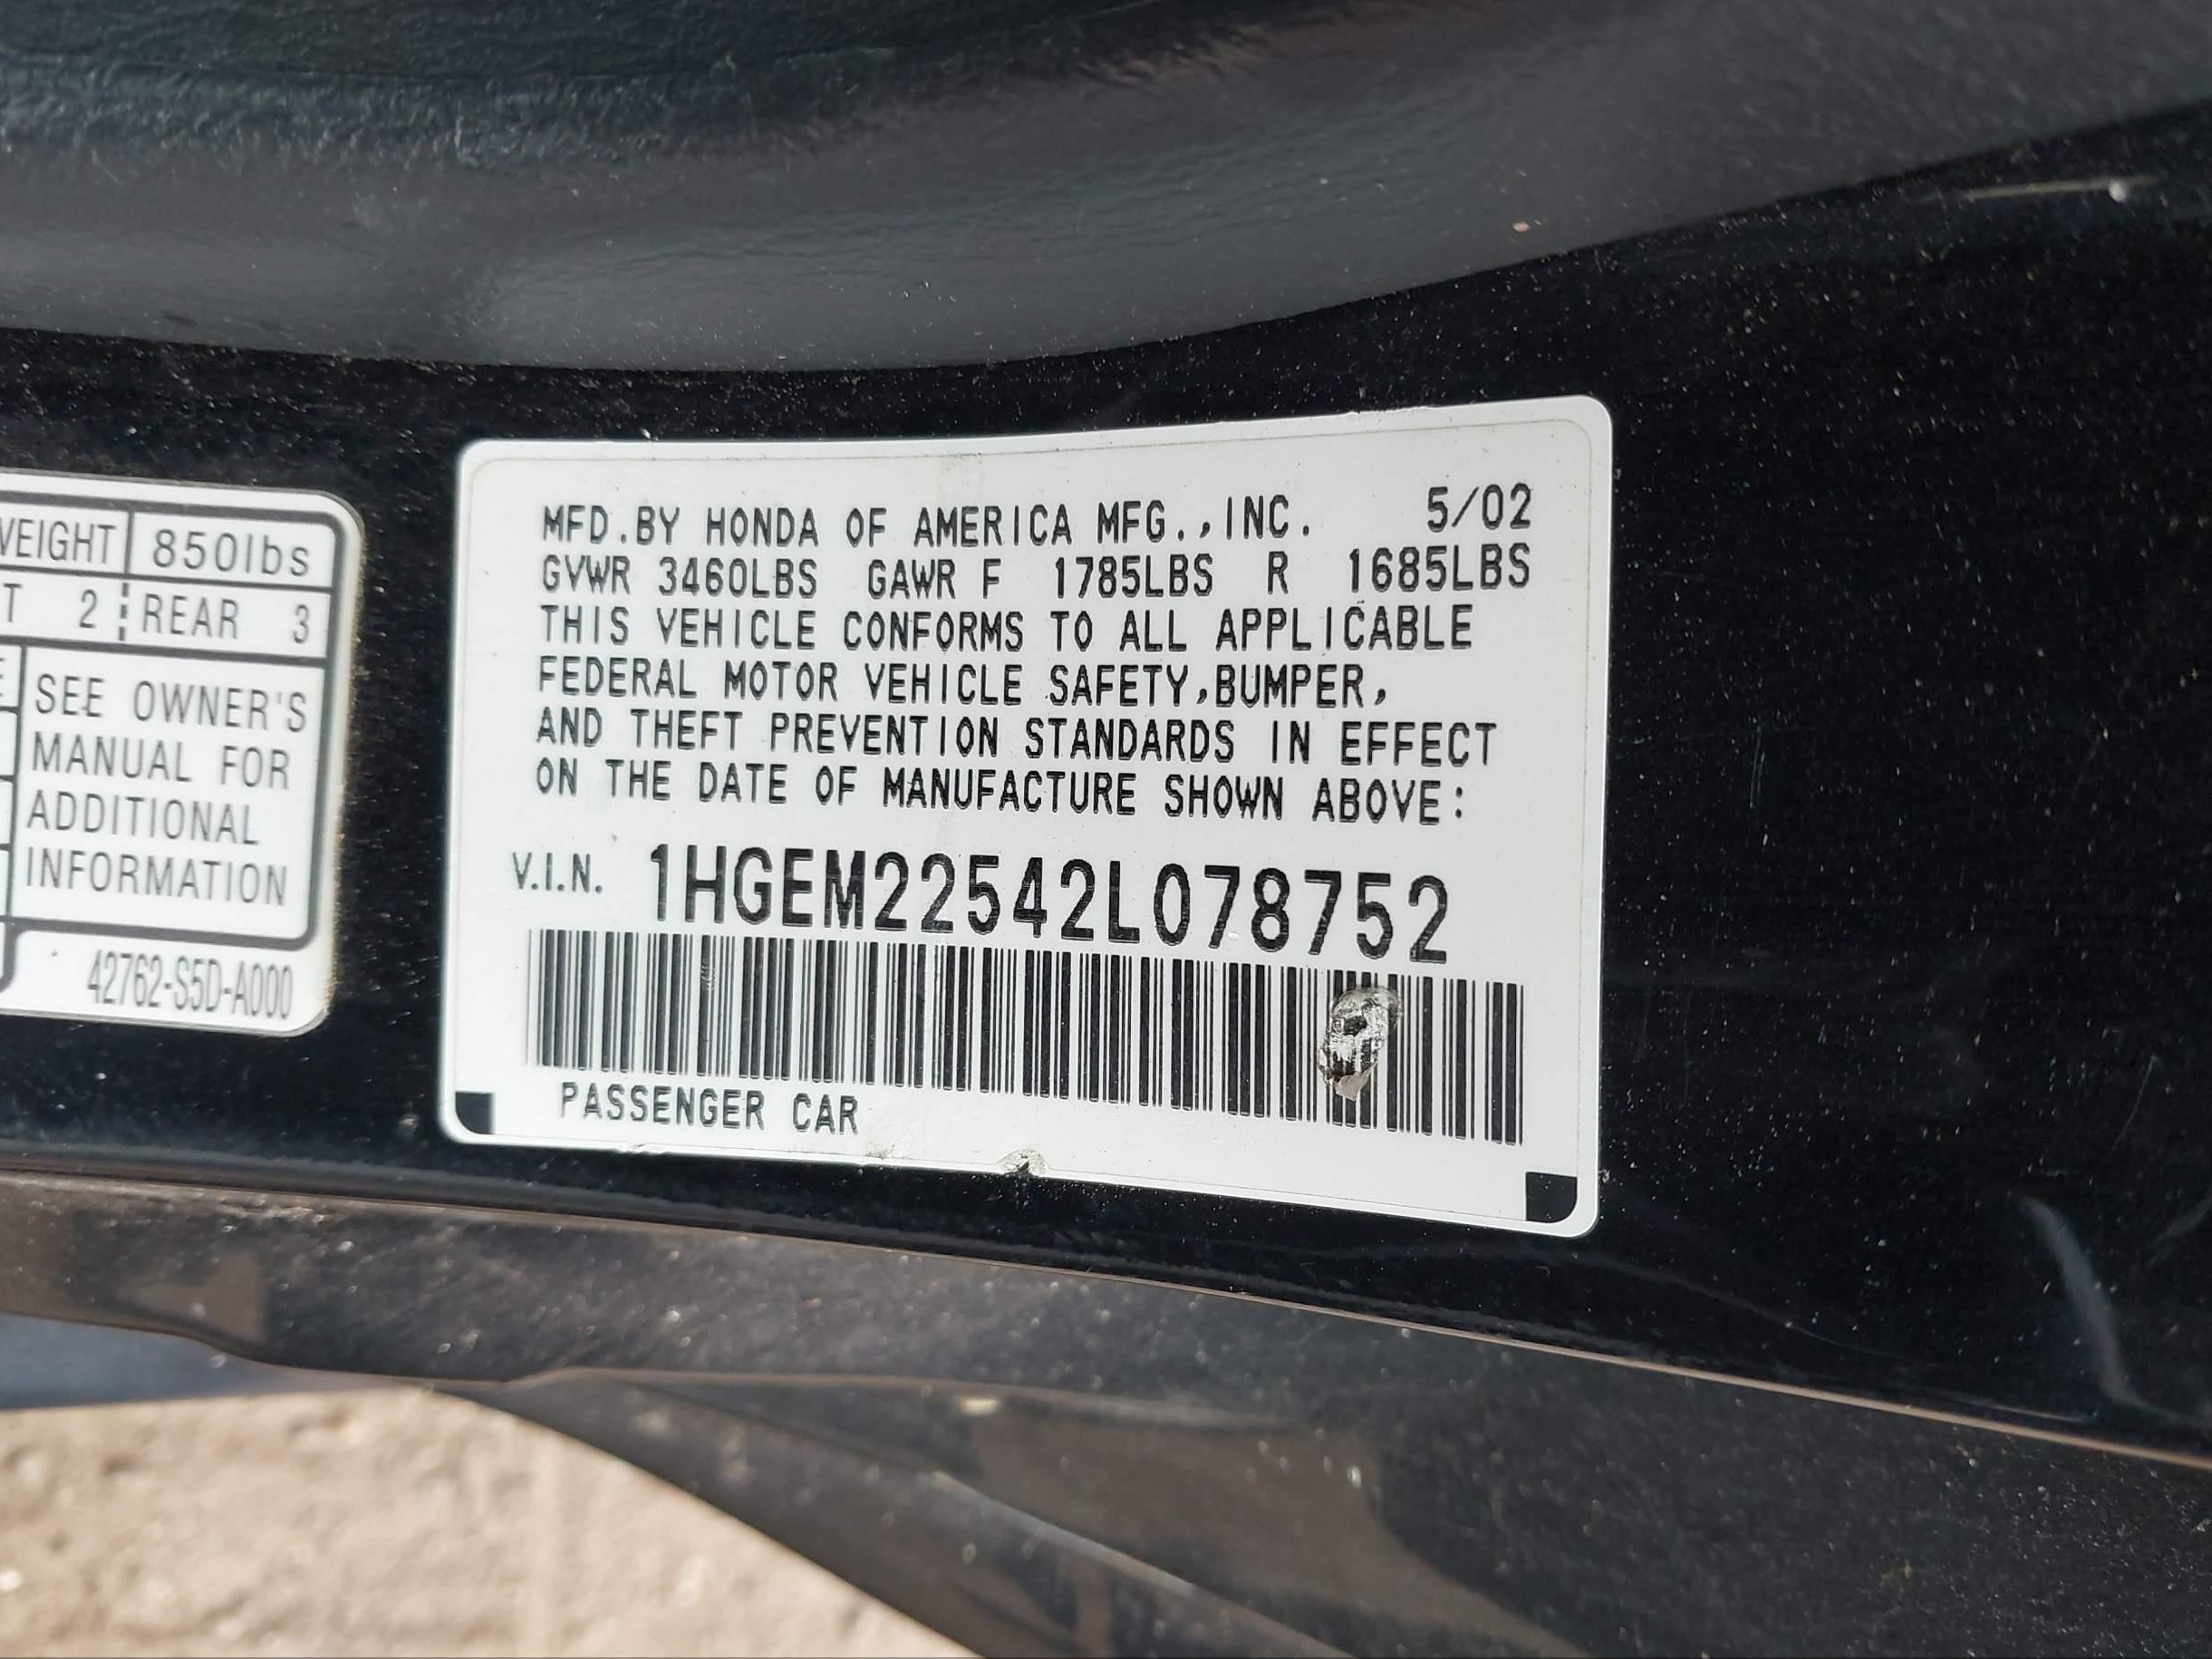 VEIGHT 850lbs
T 2 REAR 3
SEE OWNER'S
MANUAL FOR
ADDITIONAL
INFORMATION
42762-S5D-A000
MFD.BY HONDA OF AMERICA MFG.,INC. 5/02
GVWR 3460LBS GAWR F 1785LBS R 1685LBS
THIS VEHICLE CONFORMS TO ALL APPLICABLE
FEDERAL MOTOR VEHICLE SAFETY,BUMPER,
AND THEFT PREVENTION STANDARDS IN EFFECT
ON THE DATE OF MANUFACTURE SHOWN ABOVE:
V.I.N. 1HGEM22542L078752
PASSENGER CAR